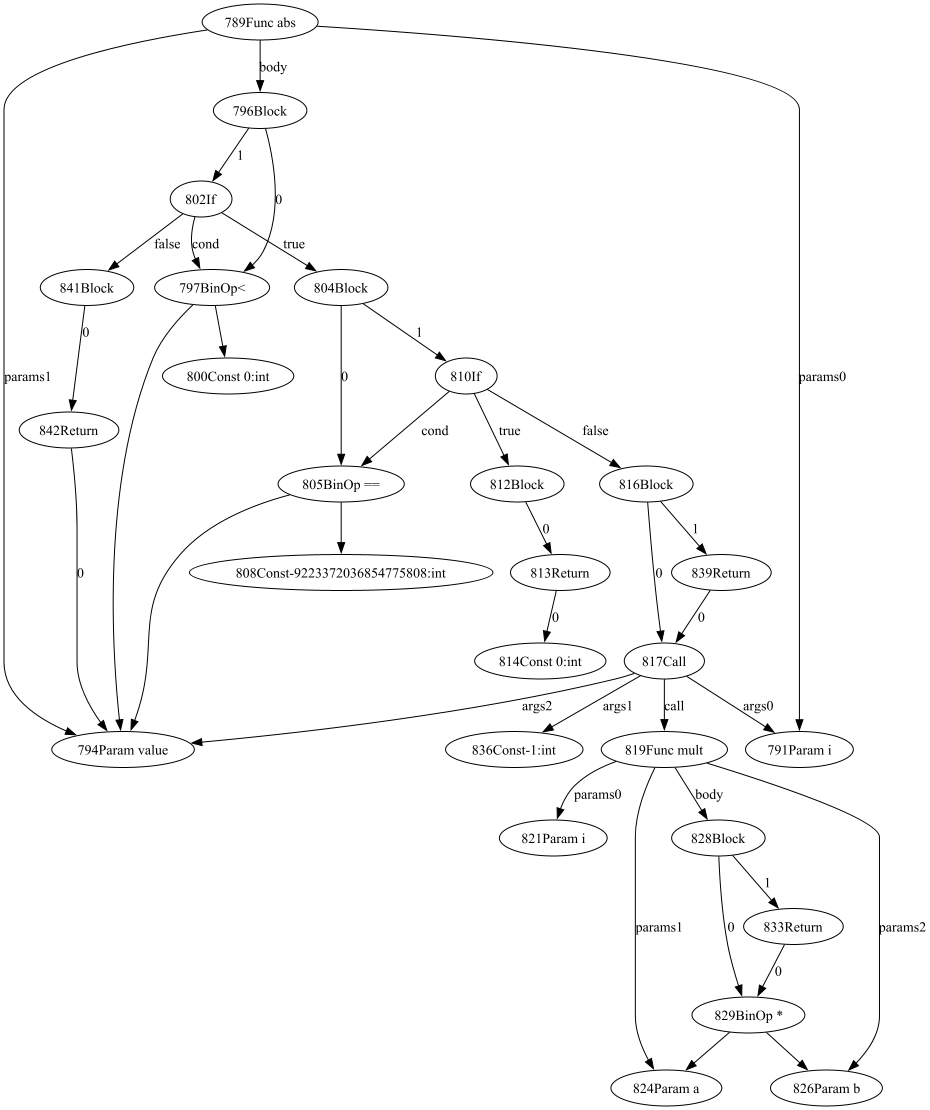 789Func abs
body
796Block
1
802If
0
false
cond
true
841Block
797BinOp<
804Block
0
1
params1
800Const 0:int
0
810If
params0
842Return
cond
true
false
805BinOp ==
812Block
816Block
0
1
0
808Const-9223372036854775808:int
813Return
0
839Return
0
0
814Const 0:int
817Call
args2
args1
call
args0
794Param value
836Const-1:int
819Func mult
791Param i
params0
body
821Param i
828Block
1
params1
0
833Return
params2
0
829BinOp *
824Param a
826Param b